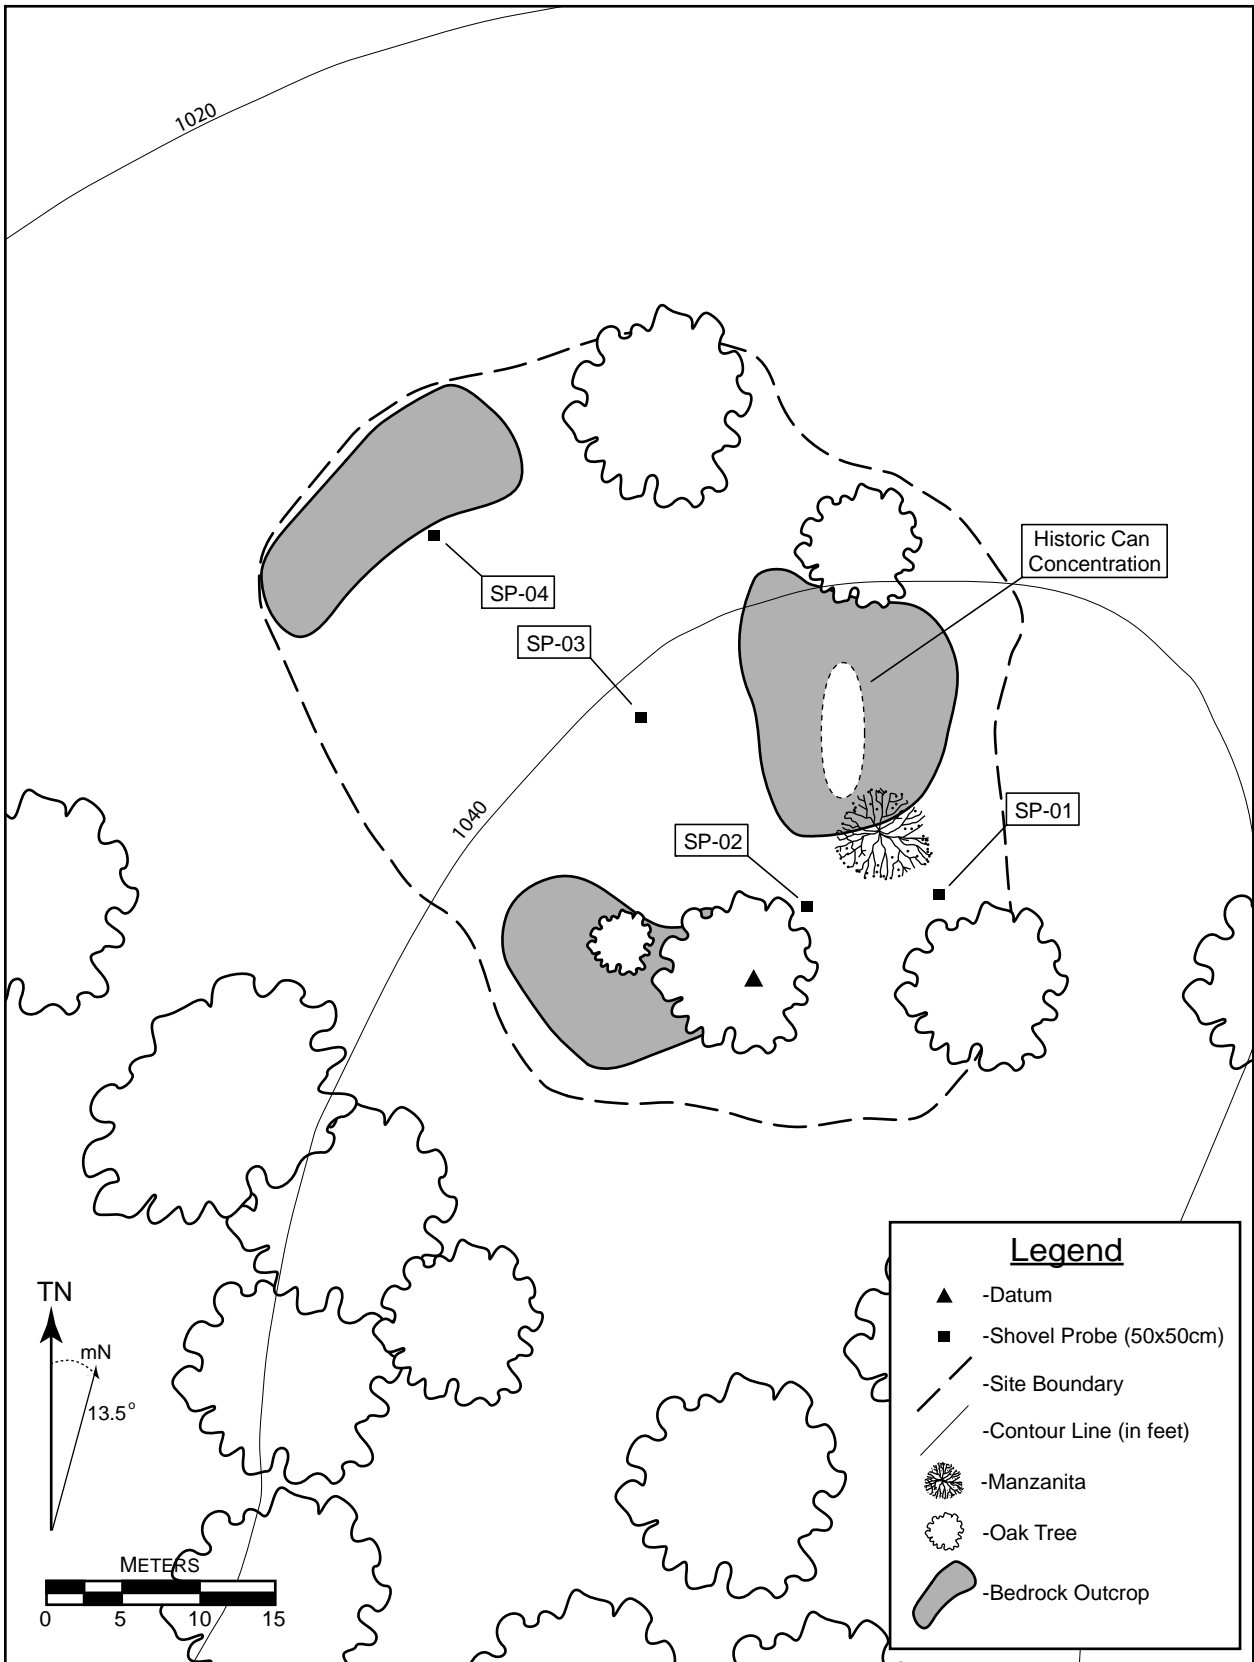 1020
Historic Can
Concentration
SP-04
SP-03
1040
SP-01
SP-02
Legend
-Datum
-Shovel Probe (50x50cm)
-Site Boundary
-Contour Line (in feet)
-Manzanita
-Oak Tree
-Bedrock Outcrop
TN
mN
13.5°
METERS
0 5 10 15